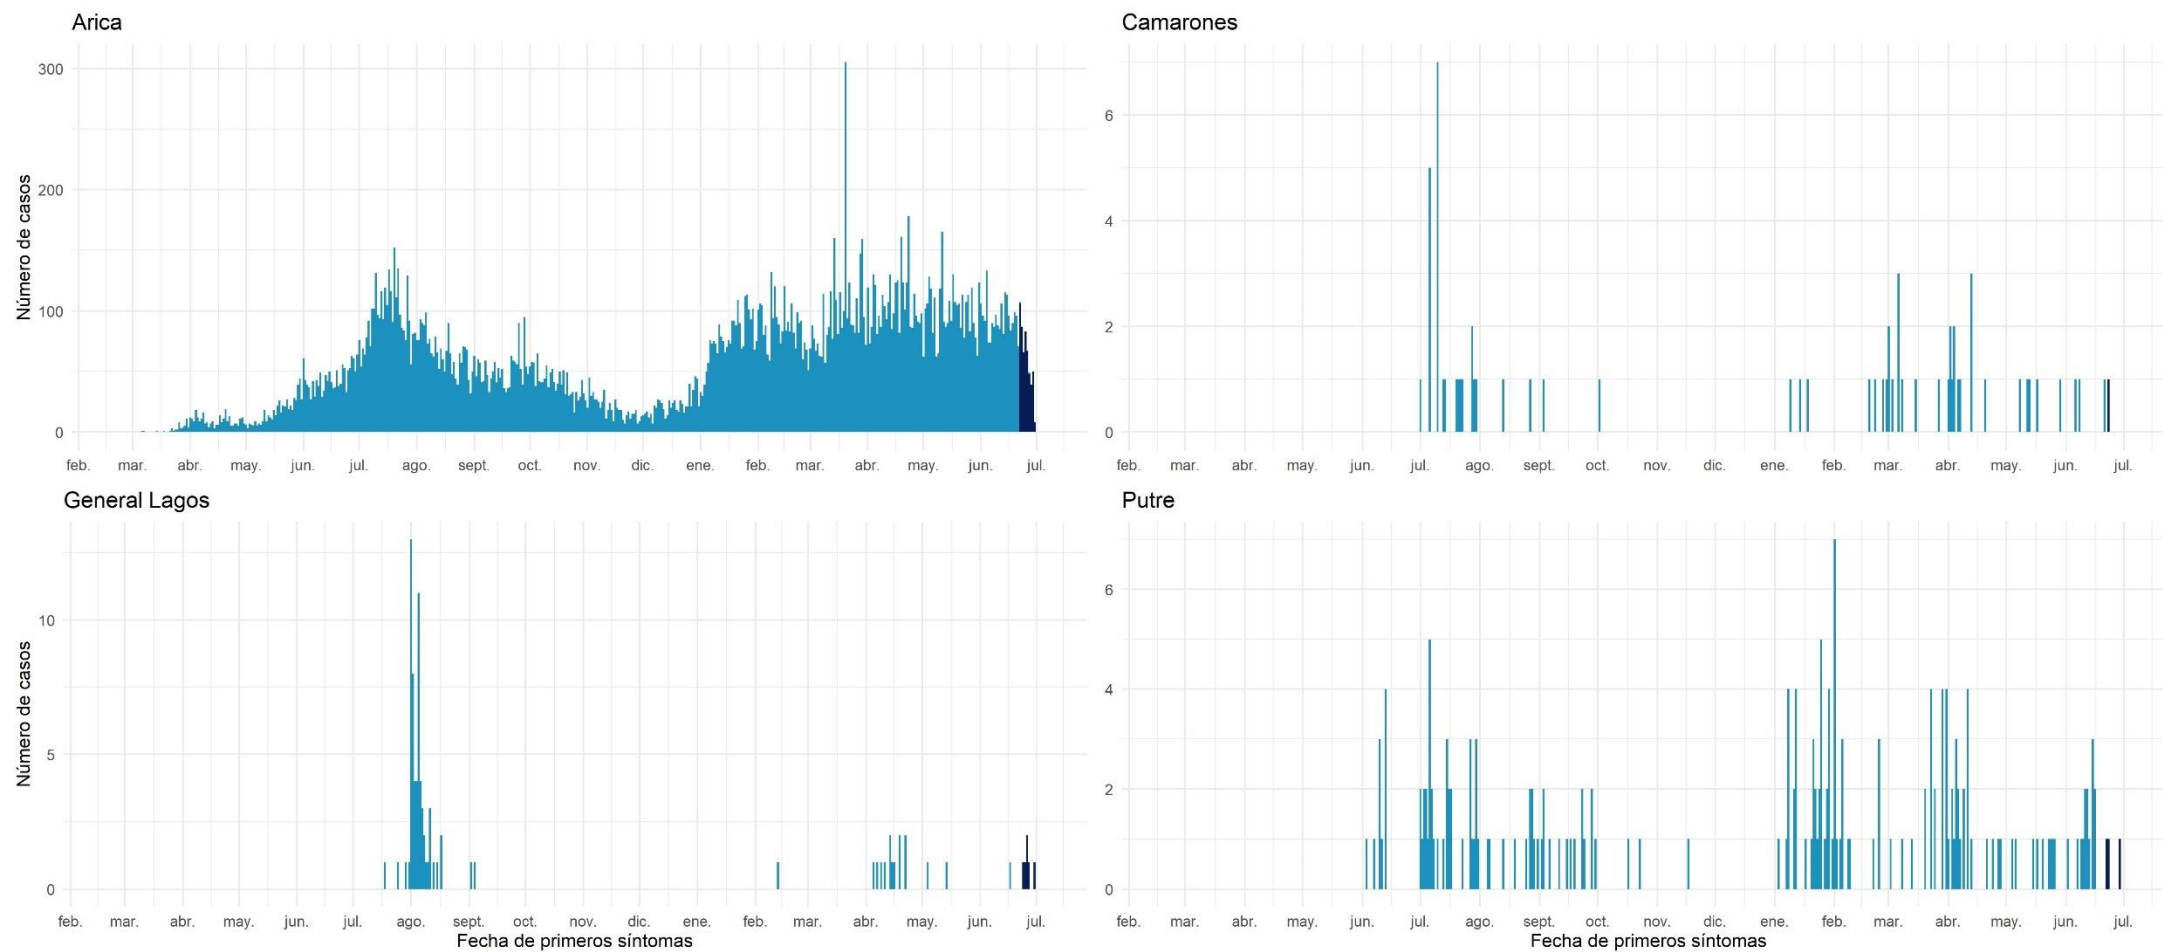 Arica
Número de casos
300
200
100
0
feb. mar. abr. may. jun. jul. ago. sept. oct. nov. dic. ene. feb. mar. abr. may. jun. jul.
Camarones
6
4
2
0
feb. mar. abr. may. jun. jul. ago. sept. oct. nov. dic. ene. feb. mar. abr. may. jun. jul.
General Lagos
Número de casos
10
5
0
feb. mar. abr. may. jun. jul. ago. sept. oct. nov. dic. ene. feb. mar. abr. may. jun. jul.
Fecha de primeros síntomas
Putre
6
4
2
0
feb. mar. abr. may. jun. jul. ago. sept. oct. nov. dic. ene. feb. mar. abr. may. jun. jul.
Fecha de primeros síntomas